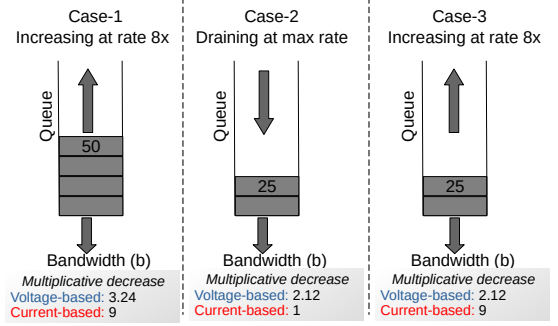 Case-1
Increasing at rate 8x
Queue
50
Bandwidth (b)
Multiplicative decrease
Voltage-based: 3.24
Current-based: 9
Case-2
Draining at max rate
Queue
25
Bandwidth (b)
Multiplicative decrease
Voltage-based: 2.12
Current-based: 1
Case-3
Increasing at rate 8x
Queue
25
Bandwidth (b)
Multiplicative decrease
Voltage-based: 2.12
Current-based: 9